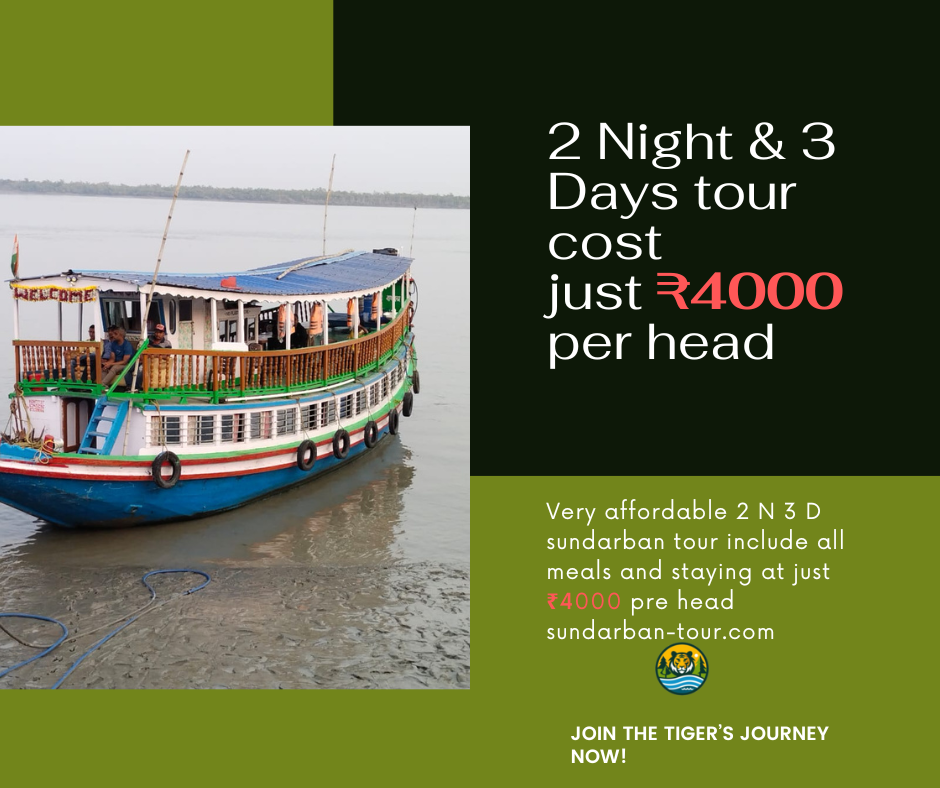 2 Night & 3
Days tour
cost
just ₹4000
per head
WELCOME
Very affordable 2 N 3 D
sundarban tour include all
meals and staying at just
₹4000 pre head
sundarban-tour.com
JOIN THE TIGER'S JOURNEY
NOW!